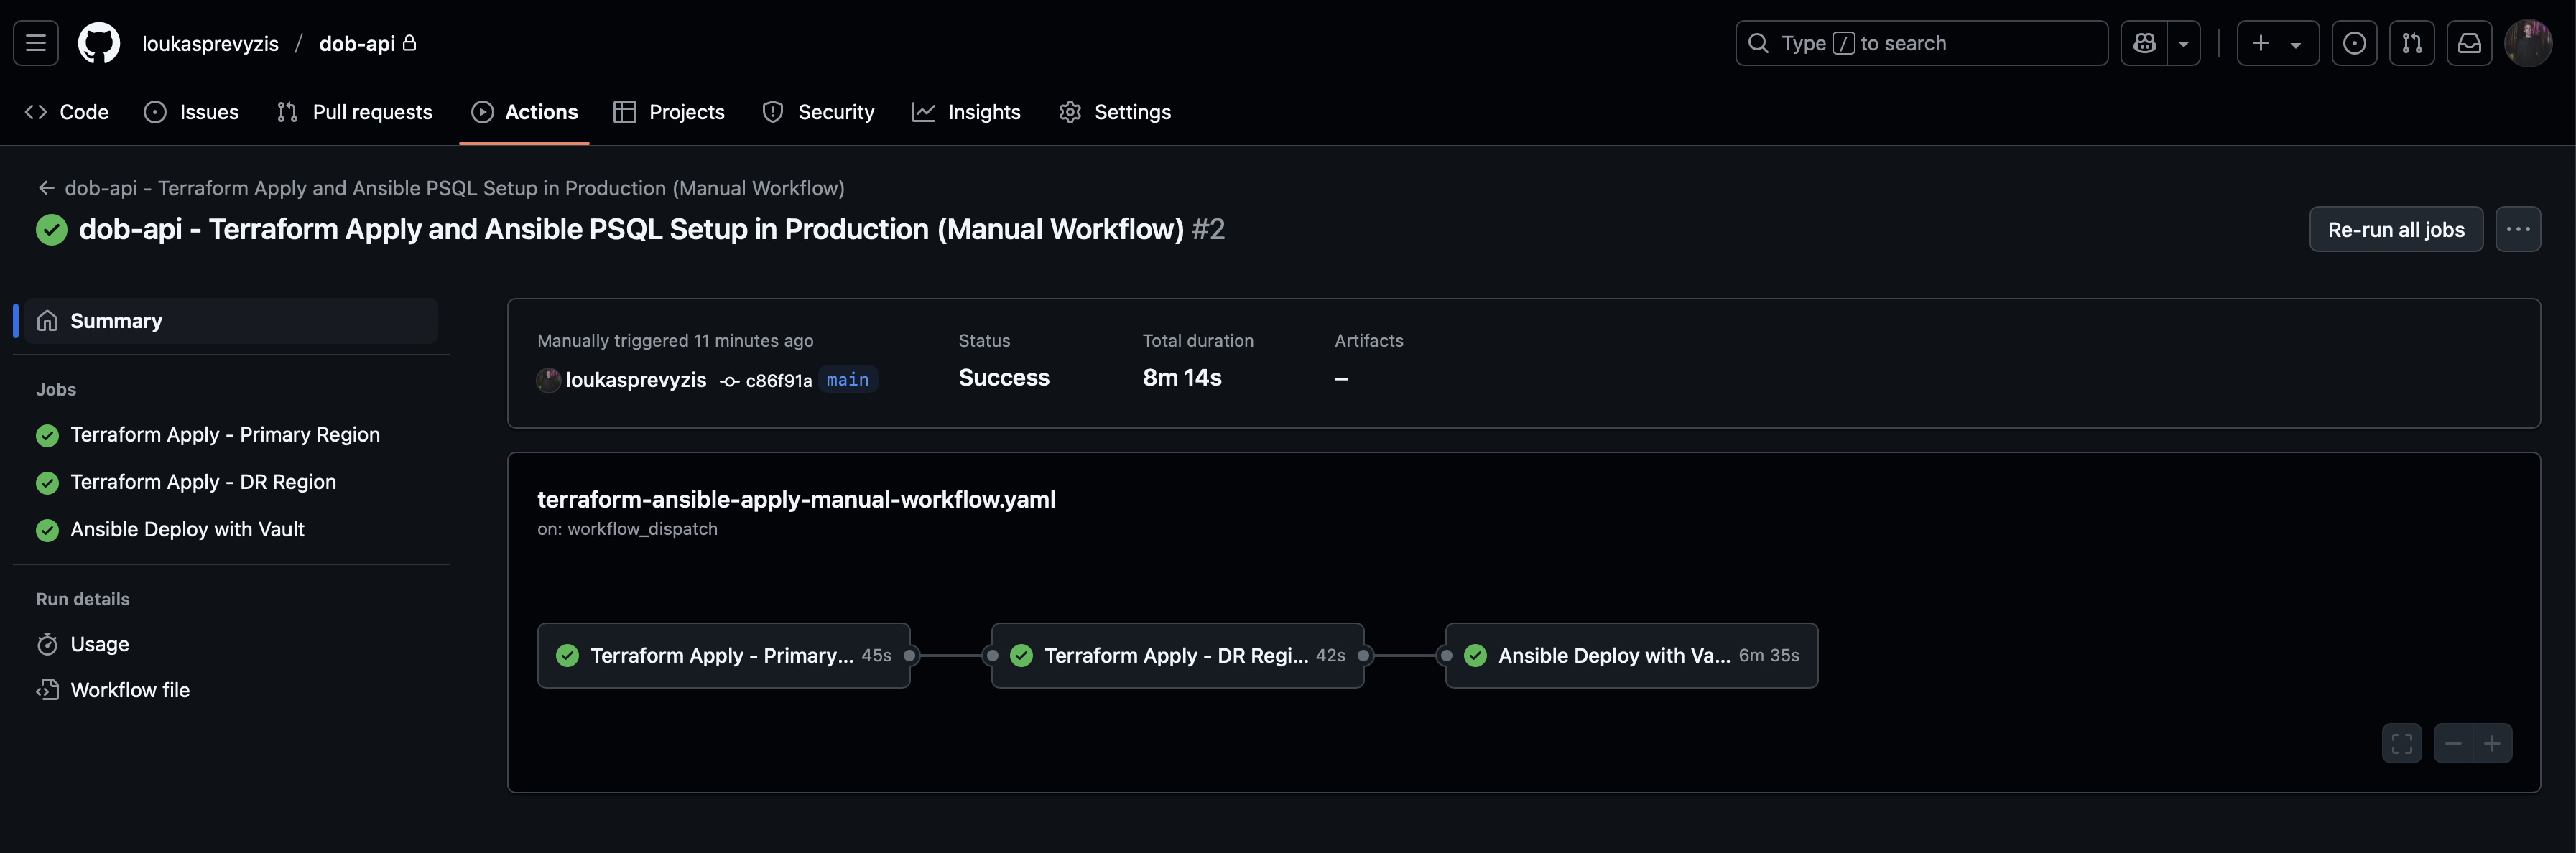 loukasprevyzis / dob-api
Type / to search
Code
Issues
Pull requests
Actions
Projects
Security
Insights
Settings
dob-api - Terraform Apply and Ansible PSQL Setup in Production (Manual Workflow)
dob-api - Terraform Apply and Ansible PSQL Setup in Production (Manual Workflow) #2
Re-run all jobs
Summary
Jobs
Terraform Apply - Primary Region
Terraform Apply - DR Region
Ansible Deploy with Vault
Run details
Usage
Workflow file
Manually triggered 11 minutes ago
loukasprevyzis c86f91a main
Status
Success
Total duration
8m 14s
Artifacts
–
terraform-ansible-apply-manual-workflow.yaml
on: workflow_dispatch
Terraform Apply - Primary... 45s
Terraform Apply - DR Regi... 42s
Ansible Deploy with Va... 6m 35s